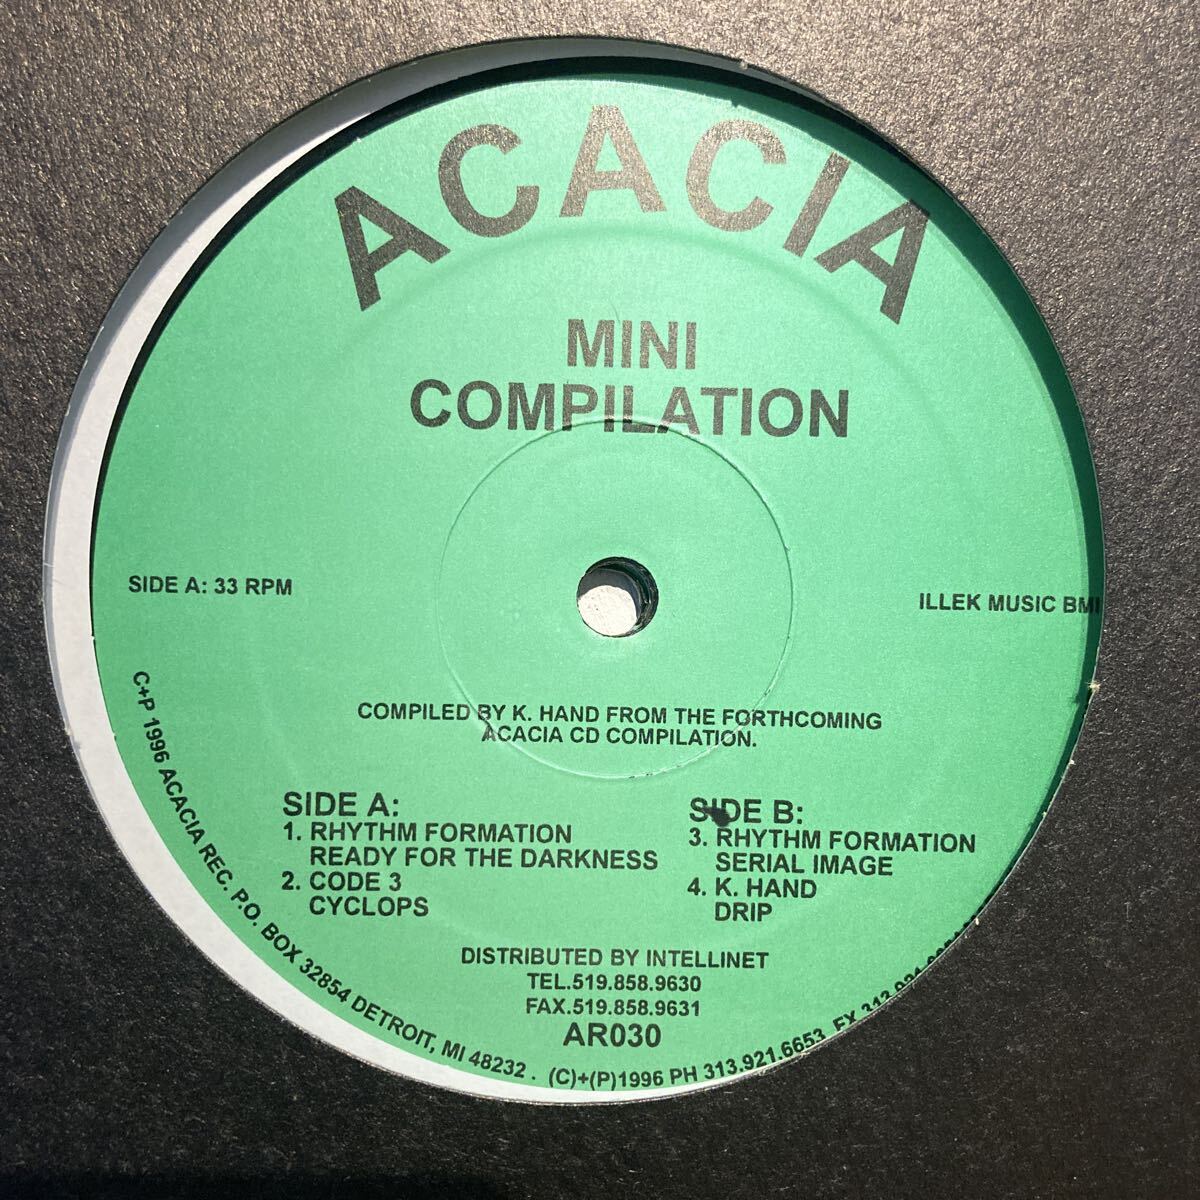 ACACIA
MINI
COMPILATION
SIDE A: 33 RPM
ILLEK MUSIC BMI
COMPILED BY K. HAND FROM THE FORTHCOMING
ACACIA CD COMPILATION.
SIDE A:
1. RHYTHM FORMATION
READY FOR THE DARKNESS
2. CODE 3
CYCLOPS
SIDE B:
3. RHYTHM FORMATION
SERIAL IMAGE
4. K. HAND
DRIP
DISTRIBUTED BY INTELLINET
TEL.519.858.9630
FAX.519.858.9631
AR030
C+P 1996 ACACIA REC. P.O. BOX 32854 DETROIT, MI 48232 . (C)+(P)1996 PH 313.921.6653 FX